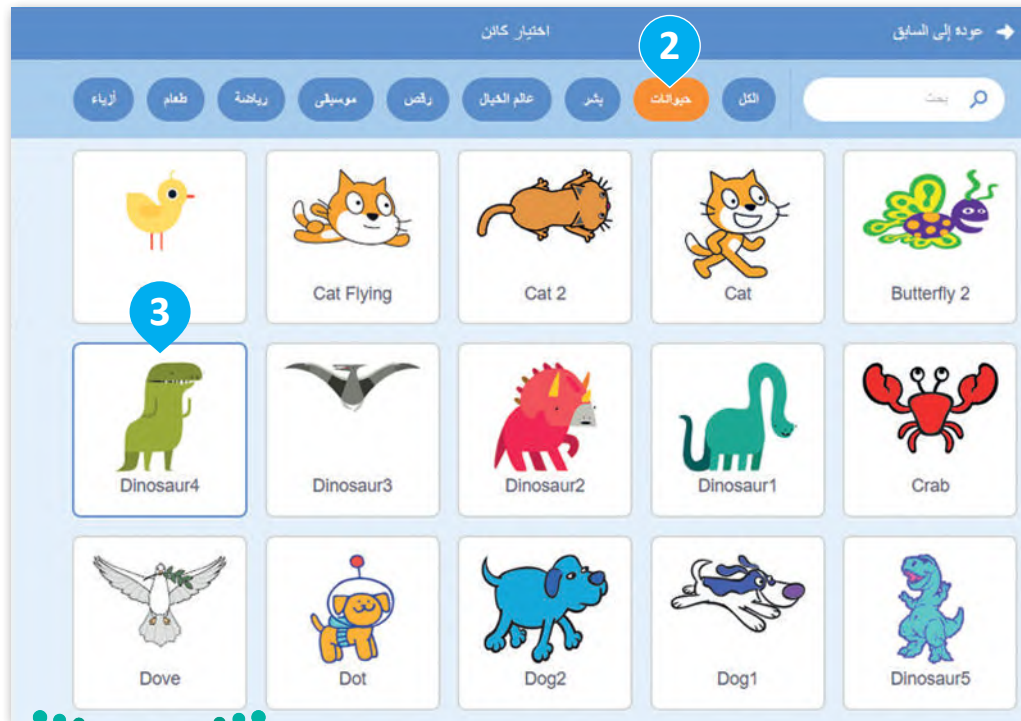 عودة إلى السابق
اختيار كائن
2
بحث
الكل
حيوانات
بشر
عالم الخيال
رقص
موسيقى
رياضة
طعام
أزياء
Butterfly 2
Cat
Cat 2
Cat Flying
3
Crab
Dinosaur1
Dinosaur2
Dinosaur3
Dinosaur4
Dinosaur5
Dog1
Dog2
Dot
Dove